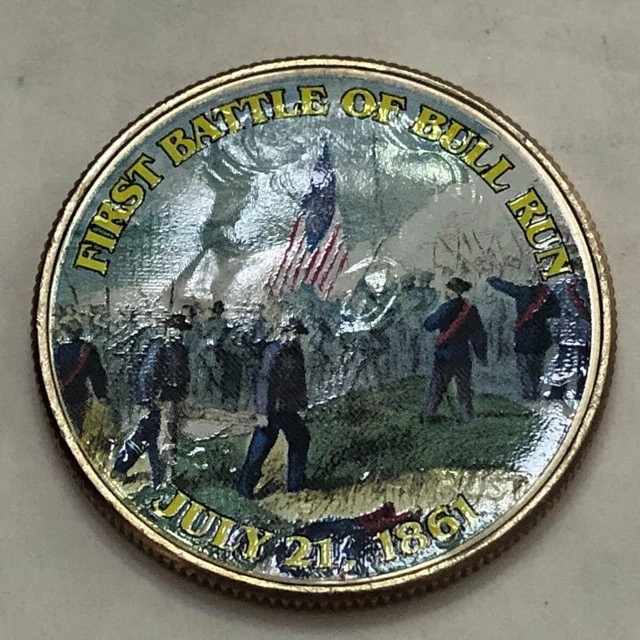 FIRST BATTLE OF BULL RUN
JULY 21, 1861